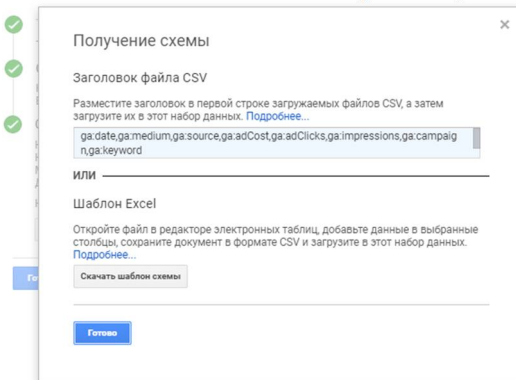 Получение схемы
Заголовок файла CSV
Разместите заголовок в первой строке загружаемых файлов CSV, а затем
загрузите их в этот набор данных. Подробнее...
ga:date,ga:medium,ga:source,ga:adCost,ga:adClicks,ga:impressions,ga:campaig
n,ga:keyword
ИЛИ
Шаблон Excel
Откройте файл в редакторе электронных таблиц, добавьте данные в выбранные
столбцы, сохраните документ в формате CSV и загрузите в этот набор данных.
Подробнее...
Скачать шаблон схемы
Готово